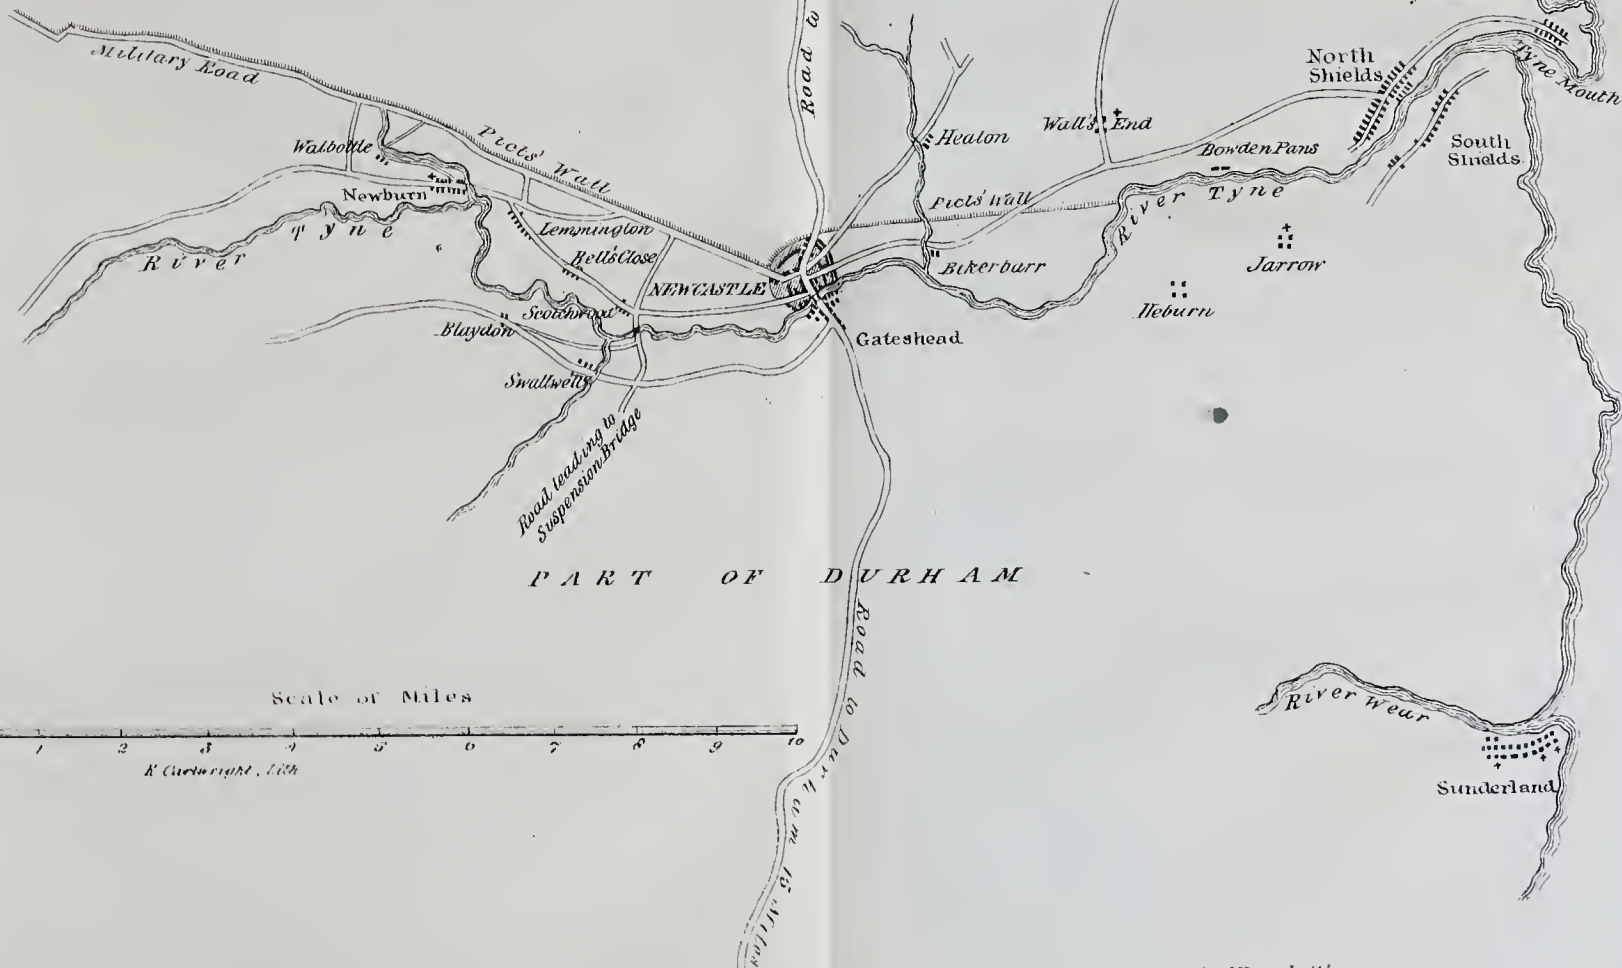 Military Road
Picts' Wall
Road to
Walbottle
Newburn
River Tyne
Lemmington
Bell's Close
NEWCASTLE
Scotchwood
Blaydon
Swallwells
Road leading to
Suspension Bridge
Gateshead
Heaton
Wall's End
Picts' Wall
Bikerburr
Bowden Pans
River Tyne
North
Shields
South
Shields
Tyne Mouth
Jarrow
Heburn
PART OF DURHAM
Road to Durham 15 Miles
Scale of Miles
1 2 3 4 5 6 7 8 9 10
K Cartwright, Lith
River Wear
Sunderland